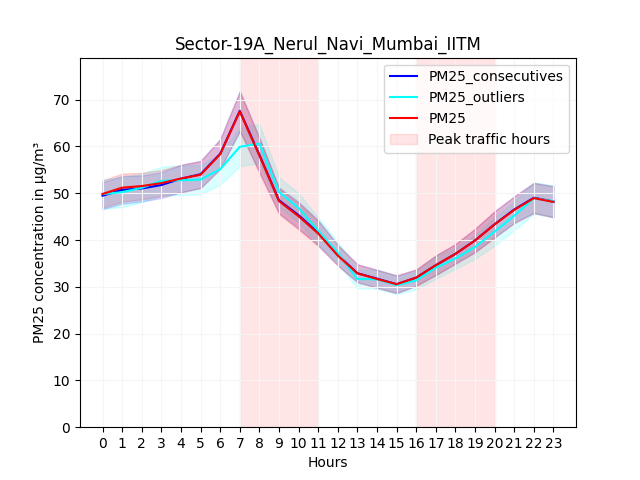 Sector-19A_Nerul_Navi_Mumbai_IITM
PM25_consecutives
PM25_outliers
PM25
Peak traffic hours
PM25 concentration in µg/m³
70
60
50
40
30
20
10
0
0 1 2 3 4 5 6 7 8 9 10 11 12 13 14 15 16 17 18 19 20 21 22 23
Hours